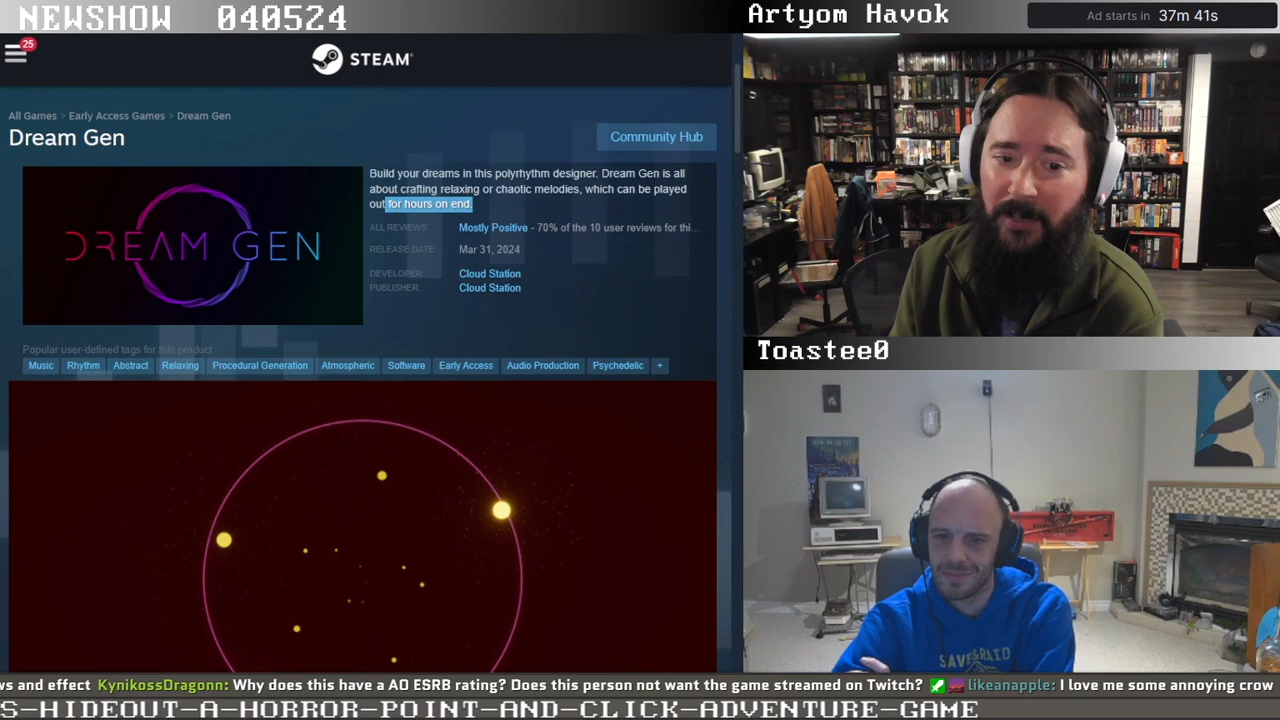 NEWSHOW 040524
Artyom Havok
Ad starts in 37m 41s
25
STEAM
All Games > Early Access Games > Dream Gen
Dream Gen
Community Hub
Build your dreams in this polyrhythm designer. Dream Gen is all
about crafting relaxing or chaotic melodies, which can be played
out for hours on end.
DREAM GEN
ALL REVIEWS: Mostly Positive - 70% of the 10 user reviews for thi...
RELEASE DATE: Mar 31, 2024
DEVELOPER: Cloud Station
PUBLISHER: Cloud Station
Popular user-defined tags for this product
Music Rhythm Abstract Relaxing Procedural Generation Atmospheric Software Early Access Audio Production Psychedelic +
Toastee0
ws and effect KynikossDragonn: Why does this have a AO ESRB rating? Does this person not want the game streamed on Twitch? likeanapple: I love me some annoying crow
S-HIDEOUT-A-HORROR-POINT-AND-CLICK-ADVENTURE-GAME